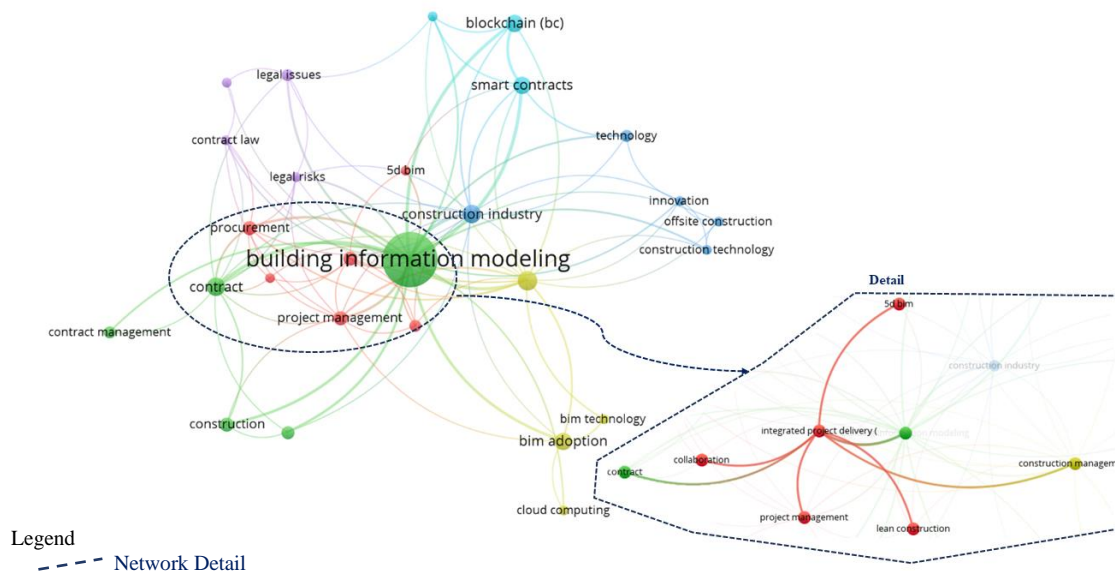 blockchain (bc)
legal issues
smart contracts
contract law
technology
5d bim
legal risks
innovation
construction industry
offsite construction
procurement
construction technology
building information modeling
contract
Detail
project management
5d bim
contract management
construction industry
bim technology
construction
integrated project delivery (
modeling
bim adoption
collaboration
construction managem
contract
cloud computing
project management
lean construction
Legend
Network Detail